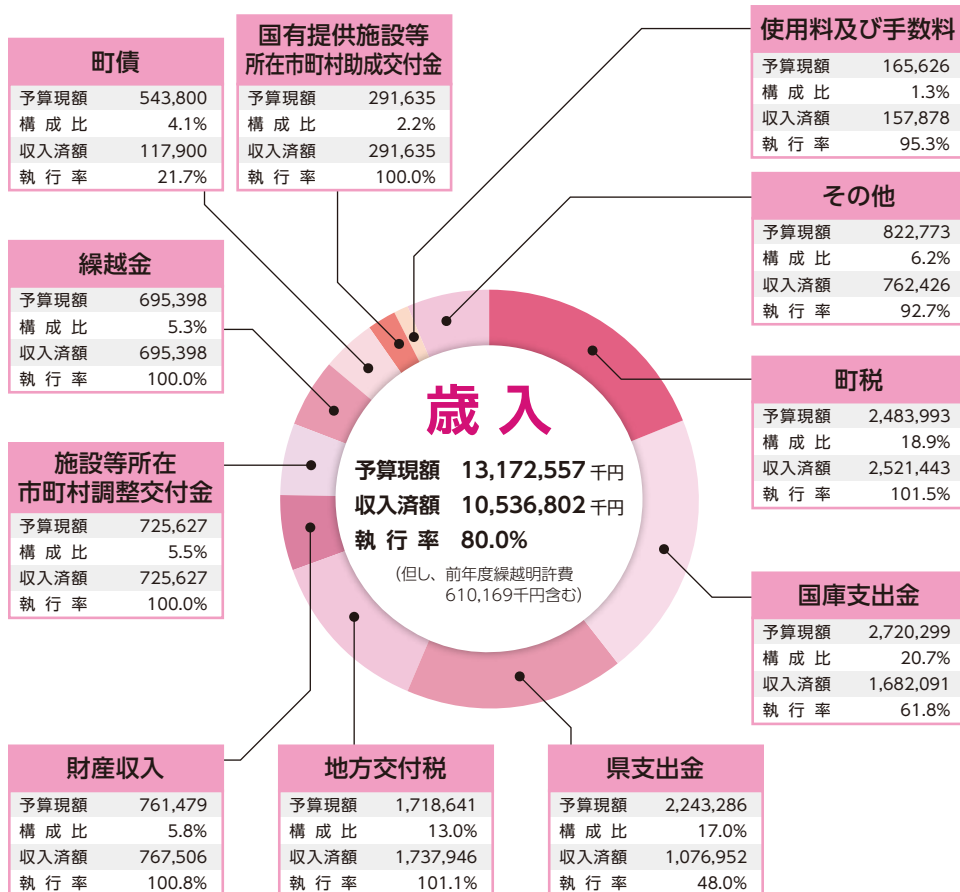 町債
予算現額 543,800
構成比 4.1%
収入済額 117,900
執行率 21.7%
国有提供施設等
所在市町村助成交付金
予算現額 291,635
構成比 2.2%
収入済額 291,635
執行率 100.0%
使用料及び手数料
予算現額 165,626
構成比 1.3%
収入済額 157,878
執行率 95.3%
その他
予算現額 822,773
構成比 6.2%
収入済額 762,426
執行率 92.7%
繰越金
予算現額 695,398
構成比 5.3%
収入済額 695,398
執行率 100.0%
歳入
予算現額 13,172,557千円
収入済額 10,536,802千円
執行率 80.0%
(但し、前年度繰越明許費
610,169千円含む)
町税
予算現額 2,483,993
構成比 18.9%
収入済額 2,521,443
執行率 101.5%
施設等所在
市町村調整交付金
予算現額 725,627
構成比 5.5%
収入済額 725,627
執行率 100.0%
国庫支出金
予算現額 2,720,299
構成比 20.7%
収入済額 1,682,091
執行率 61.8%
財産収入
予算現額 761,479
構成比 5.8%
収入済額 767,506
執行率 100.8%
地方交付税
予算現額 1,718,641
構成比 13.0%
収入済額 1,737,946
執行率 101.1%
県支出金
予算現額 2,243,286
構成比 17.0%
収入済額 1,076,952
執行率 48.0%